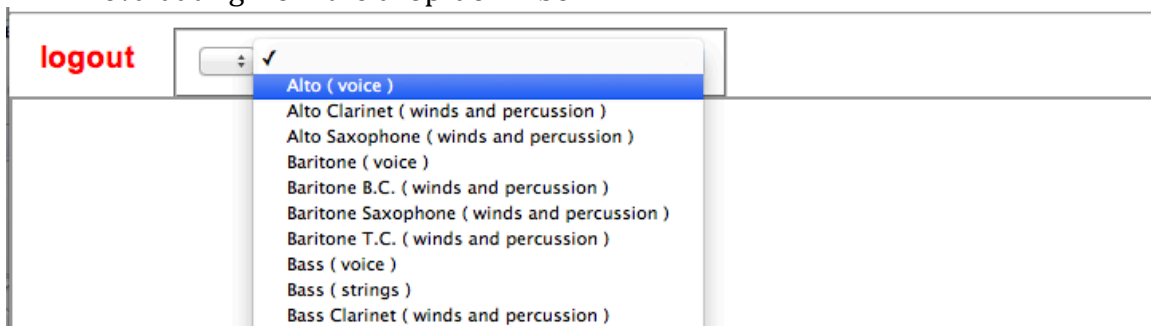 logout
✓
Alto ( voice )
Alto Clarinet ( winds and percussion )
Alto Saxophone ( winds and percussion )
Baritone ( voice )
Baritone B.C. ( winds and percussion )
Baritone Saxophone ( winds and percussion )
Baritone T.C. ( winds and percussion )
Bass ( voice )
Bass ( strings )
Bass Clarinet ( winds and percussion )